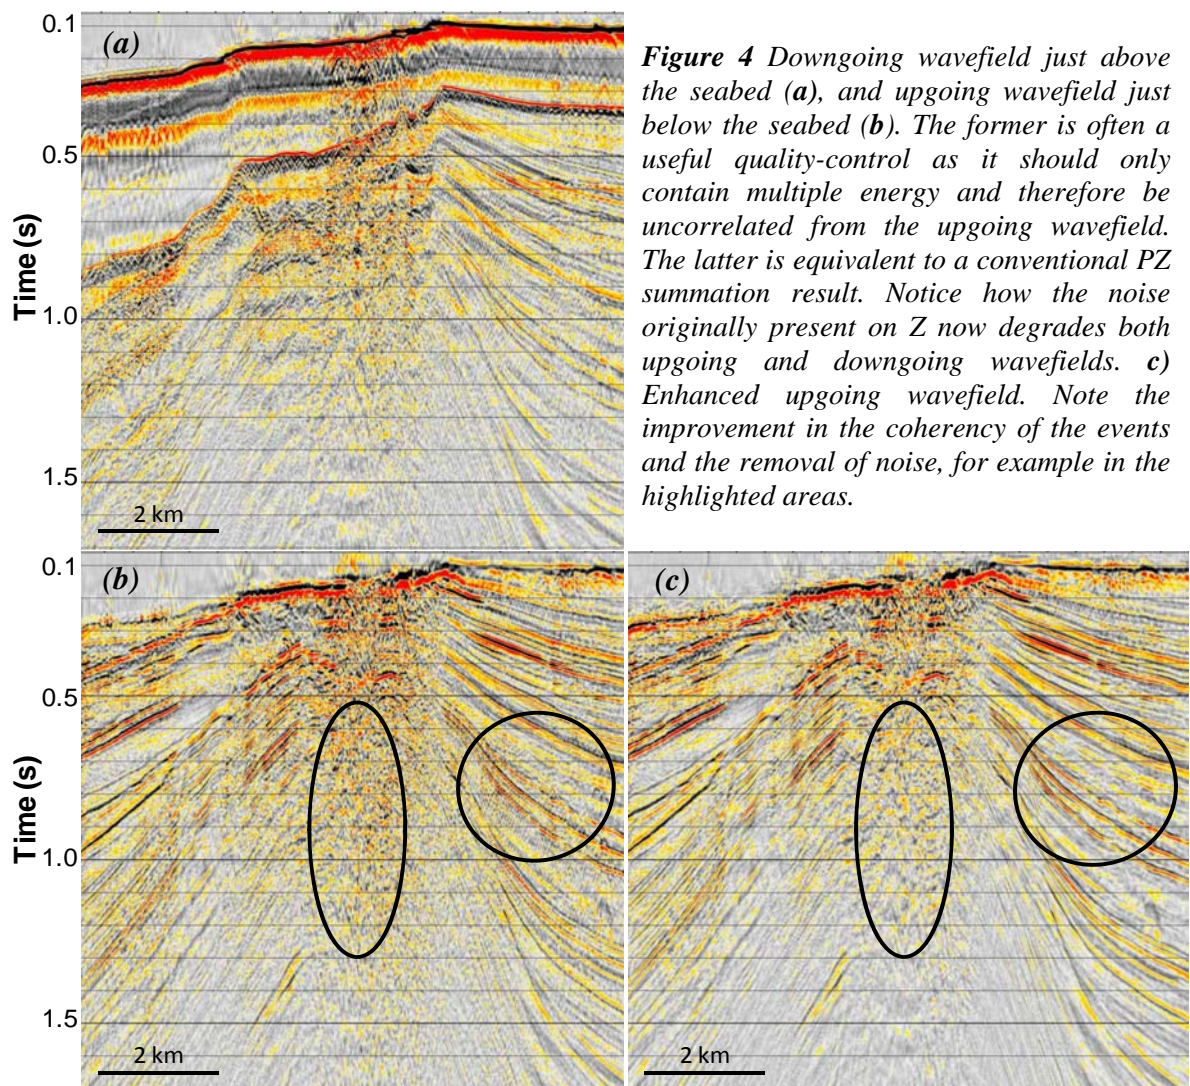 0.1
(a)
0.5
Time (s)
1.0
1.5
2 km
Figure 4 Downgoing wavefield just above
the seabed (a), and upgoing wavefield just
below the seabed (b). The former is often a
useful quality-control as it should only
contain multiple energy and therefore be
uncorrelated from the upgoing wavefield.
The latter is equivalent to a conventional PZ
summation result. Notice how the noise
originally present on Z now degrades both
upgoing and downgoing wavefields. c)
Enhanced upgoing wavefield. Note the
improvement in the coherency of the events
and the removal of noise, for example in the
highlighted areas.
0.1
(b)
0.5
Time (s)
1.0
1.5
2 km
(c)
2 km